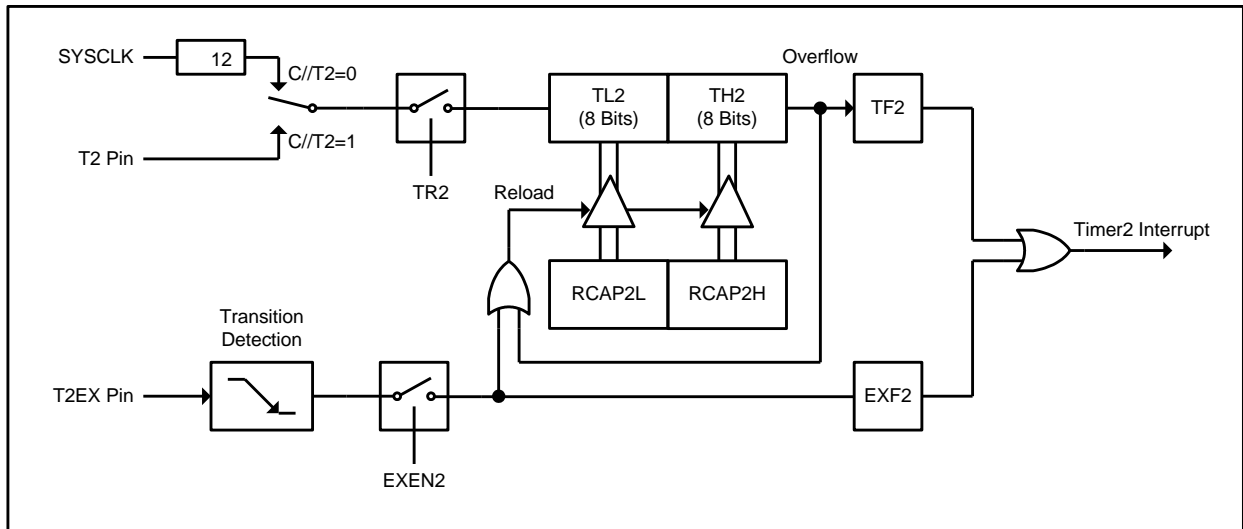 SYSCLK
12
C//T2=0
C//T2=1
T2 Pin
TR2
Overflow
TL2
(8 Bits)
TH2
(8 Bits)
TF2
Reload
Timer2 Interrupt
RCAP2L
RCAP2H
Transition
Detection
T2EX Pin
EXEN2
EXF2